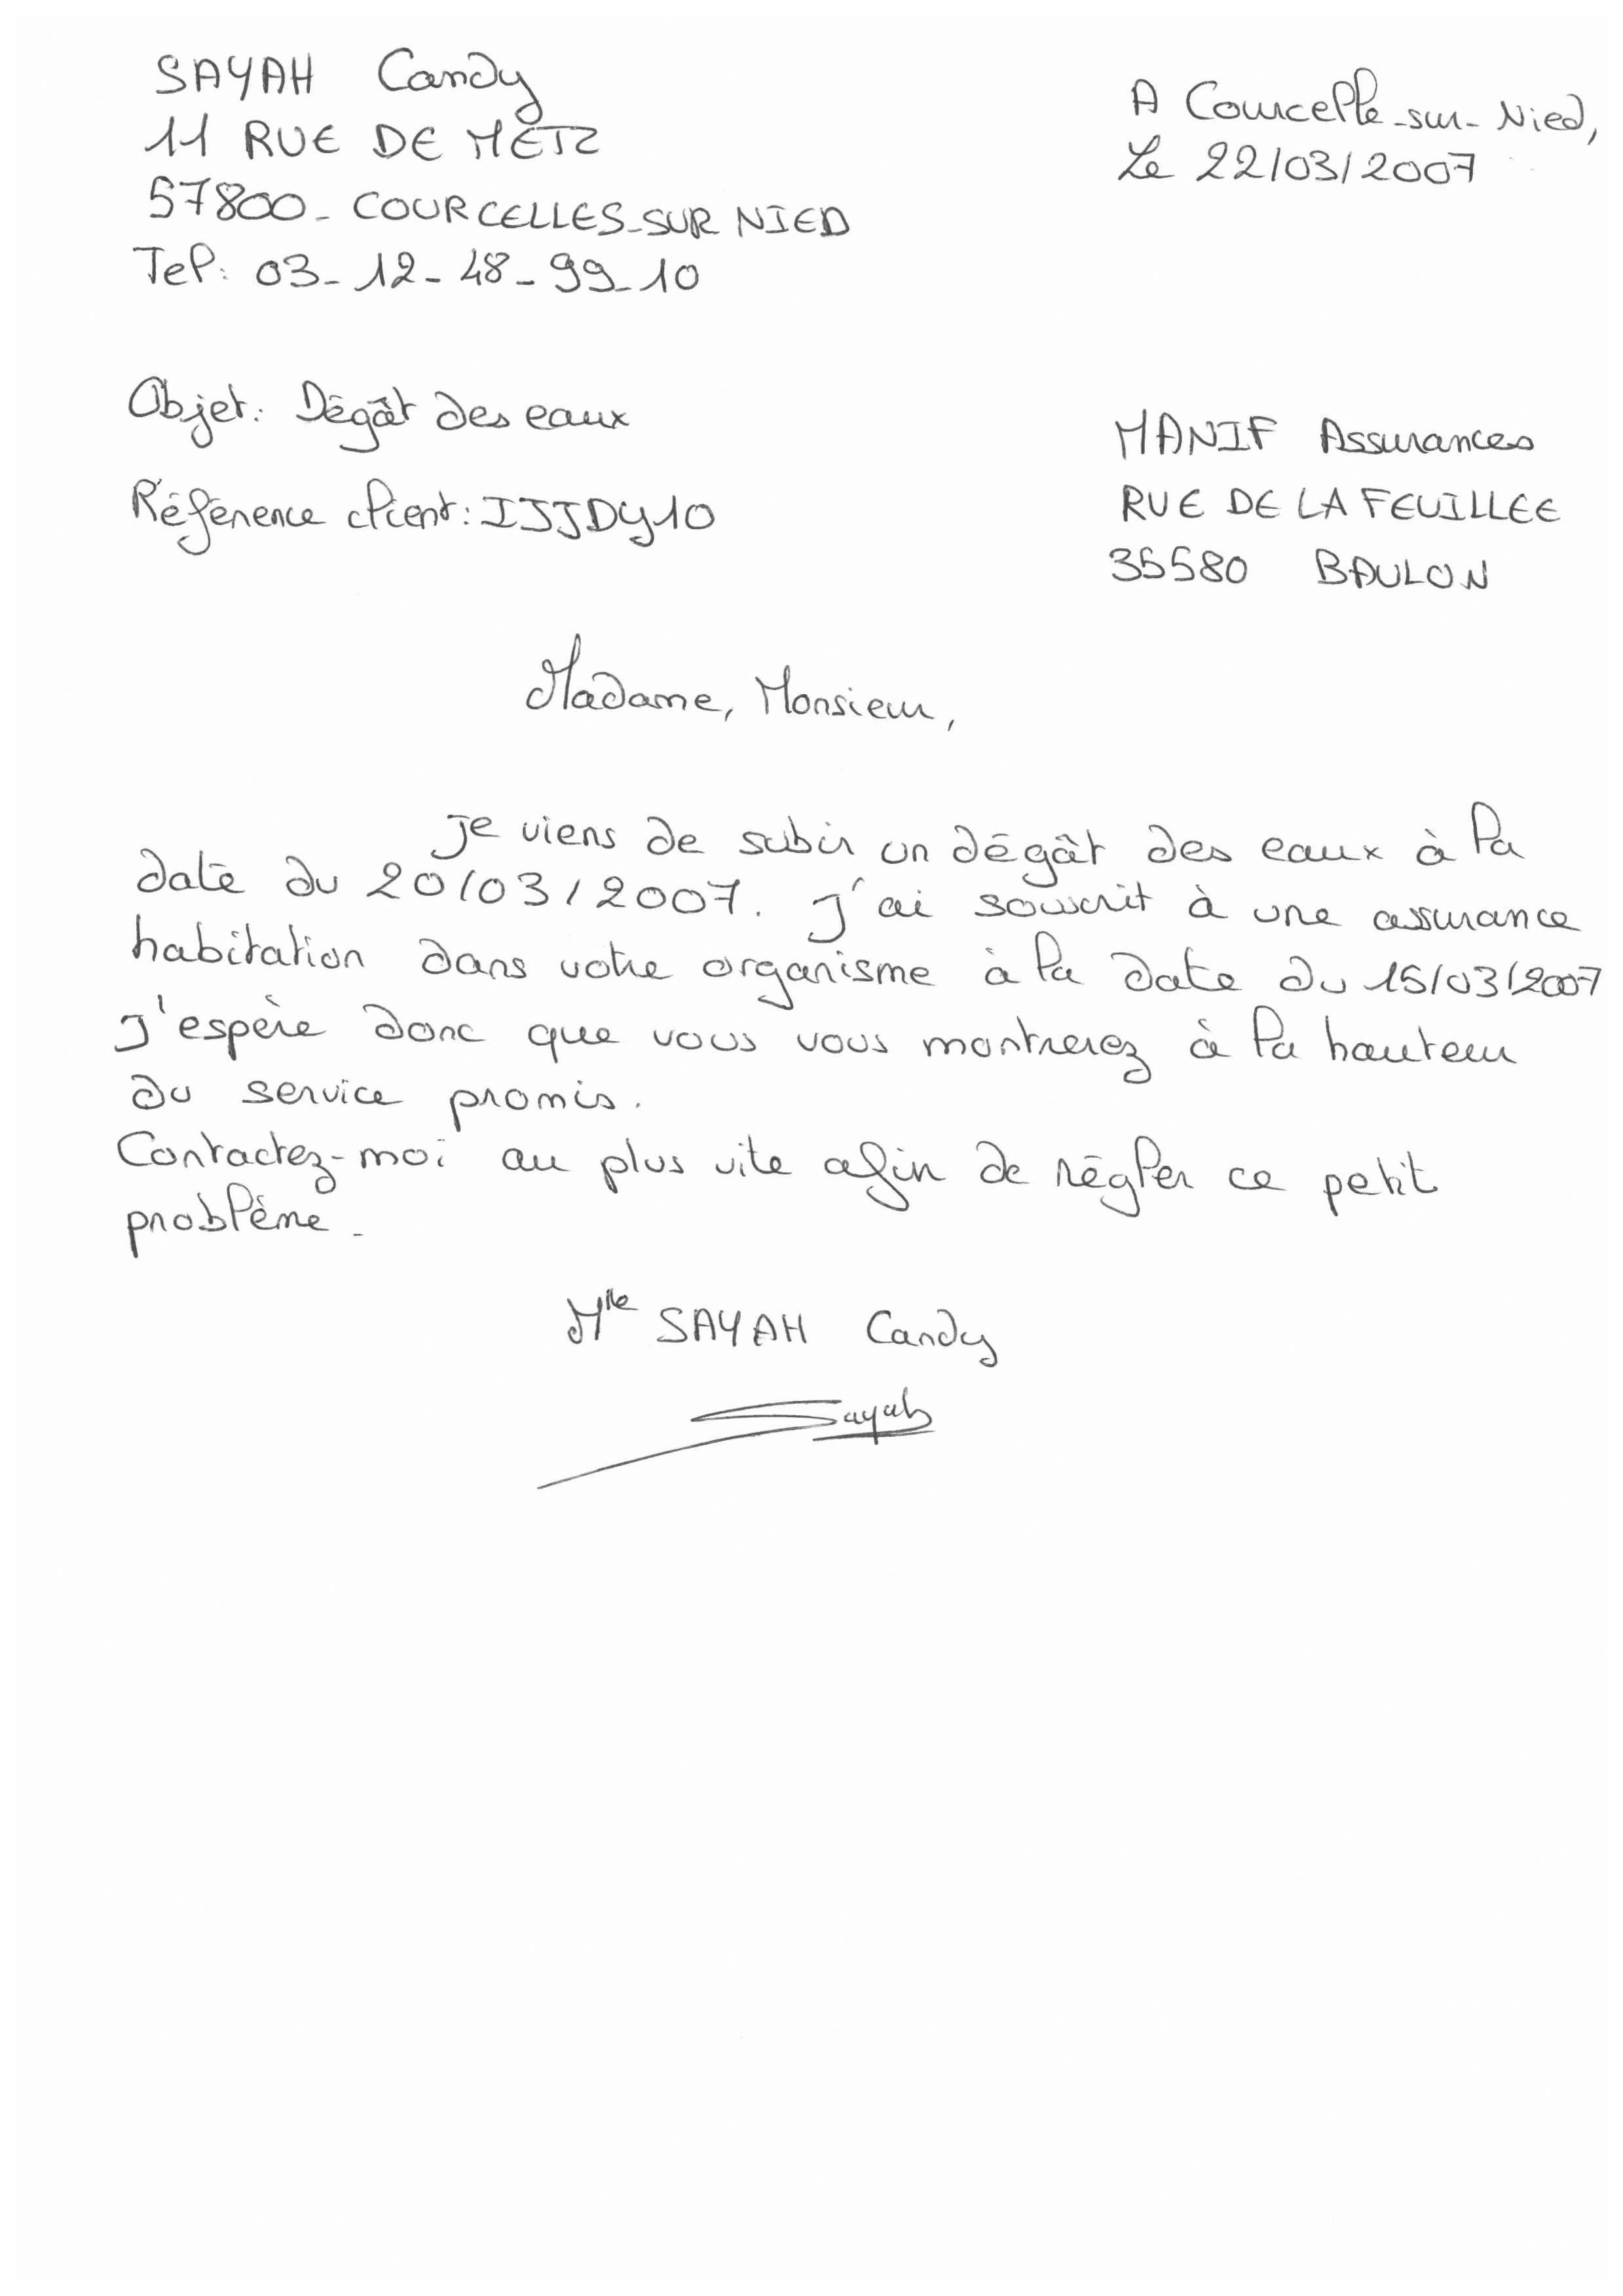 SAYAH Candy
11 RUE DE METZ
57800 - COURCELLES-SUR NIED
Tel: 03-12-48-99-10
A Courcelle-sur-Nied,
Le 22/03/2007
Objet: Dégât des eaux
Référence client: IJJDY10
MANIF Assurances
RUE DE LA FEUILLEE
35580 BAULON
Madame, Monsieur,
Je viens de subir un dégât des eaux à la
date du 20/03/2007. J'ai souscrit à une assurance
habitation dans votre organisme à la date du 15/03/2007
J'espère donc que vous vous montrerez à la hauteur
du service promis.
Contactez-moi au plus vite afin de régler ce petit
problème.
Mlle SAYAH Candy
Sayah